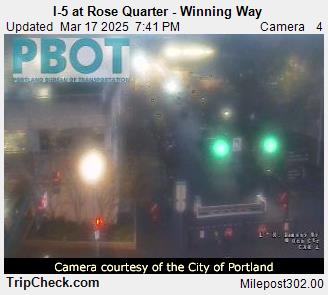 I-5 at Rose Quarter - Winning Way
Updated Mar 17 2025 7:41 PM Camera 4
PBOT
PORTLAND BUREAU OF TRANSPORTATION
Camera courtesy of the City of Portland
TripCheck.com Milepost302.00